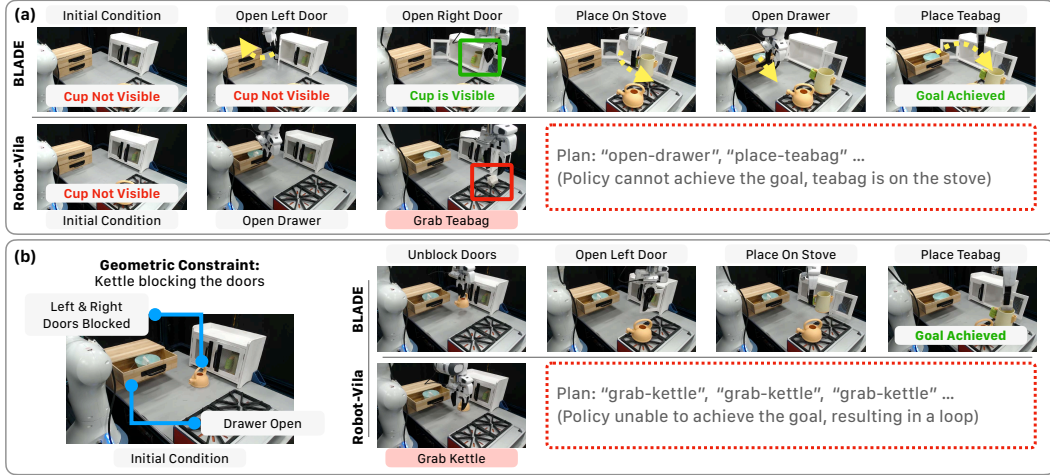 (a)
Initial Condition
Open Left Door
Open Right Door
Place On Stove
Open Drawer
Place Teabag
BLADE
Cup Not Visible
Cup Not Visible
Cup is Visible
Goal Achieved
Robot-Vila
Cup Not Visible
Initial Condition
Open Drawer
Grab Teabag
Plan: “open-drawer”, “place-teabag” ...
(Policy cannot achieve the goal, teabag is on the stove)
(b)
Geometric Constraint:
Kettle blocking the doors
Left & Right
Doors Blocked
Drawer Open
Initial Condition
Unblock Doors
Open Left Door
Place On Stove
Place Teabag
BLADE
Goal Achieved
Robot-Vila
Grab Kettle
Plan: “grab-kettle”, “grab-kettle”, “grab-kettle” ...
(Policy unable to achieve the goal, resulting in a loop)